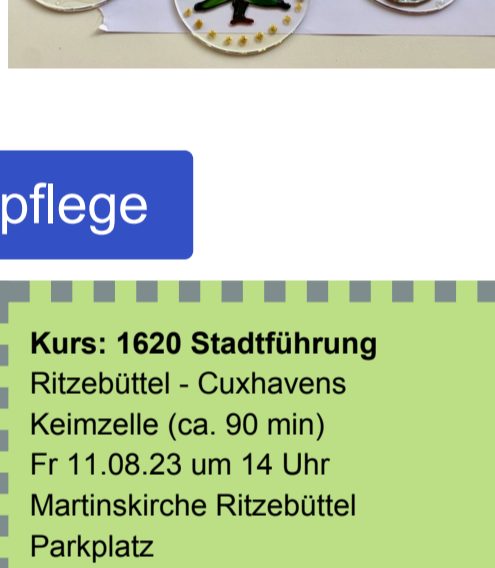 pflege
Kurs: 1620 Stadtführung
Ritzebüttel - Cuxhavens
Keimzelle (ca. 90 min)
Fr 11.08.23 um 14 Uhr
Martinskirche Ritzebüttel
Parkplatz